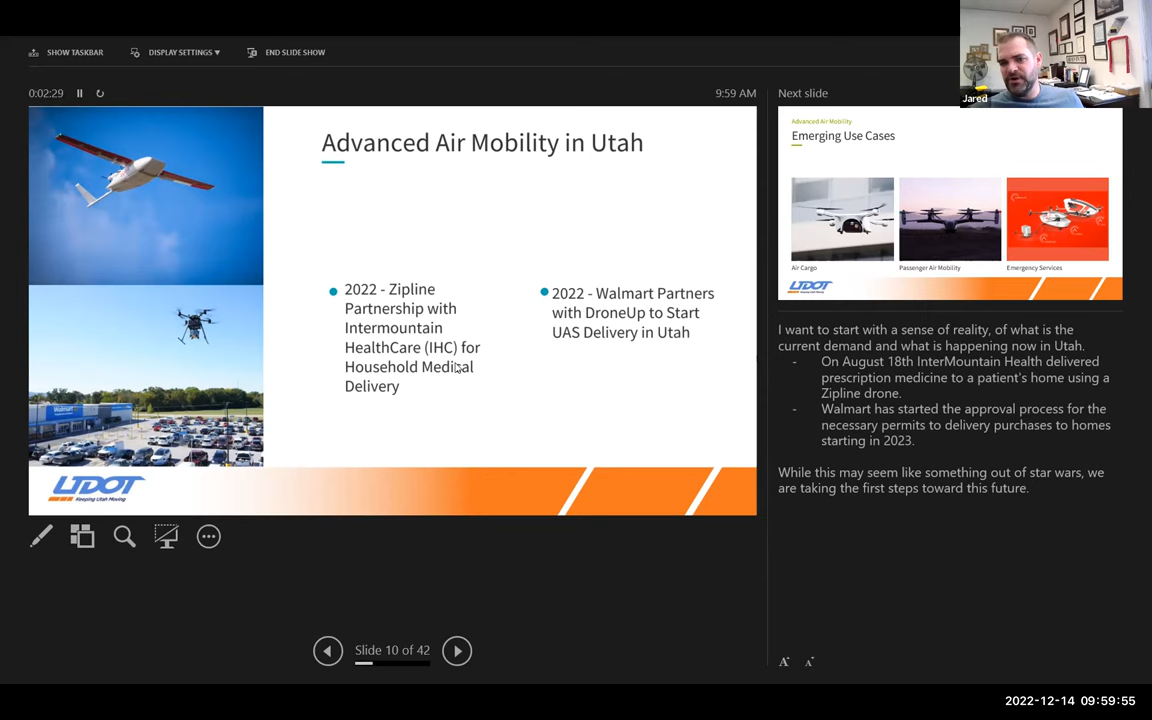 SHOW TASKBAR
DISPLAY SETTINGS ▾
END SLIDE SHOW
Jared
0:02:29
9:59 AM
Advanced Air Mobility in Utah
2022 - Zipline
Partnership with
Intermountain
HealthCare (IHC) for
Household Medical
Delivery
2022 - Walmart Partners
with DroneUp to Start
UAS Delivery in Utah
Walmart
UDOT
Keeping Utah Moving
Slide 10 of 42
Next slide
Advanced Air Mobility
Emerging Use Cases
Air Cargo
Passenger Air Mobility
Emergency Services
UDOT
I want to start with a sense of reality, of what is the
current demand and what is happening now in Utah.
- On August 18th InterMountain Health delivered
prescription medicine to a patient's home using a
Zipline drone.
- Walmart has started the approval process for the
necessary permits to delivery purchases to homes
starting in 2023.
While this may seem like something out of star wars, we
are taking the first steps toward this future.
A A
2022-12-14 09:59:55